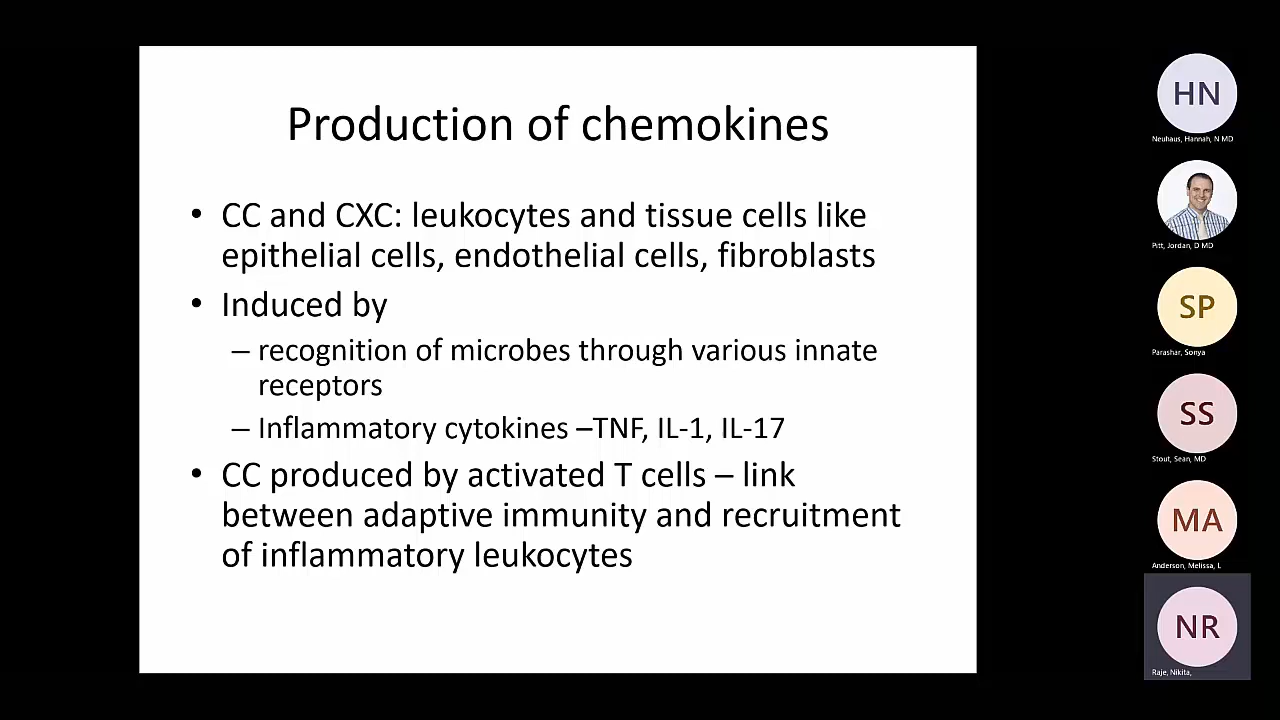 Production of chemokines
• CC and CXC: leukocytes and tissue cells like
epithelial cells, endothelial cells, fibroblasts
• Induced by
– recognition of microbes through various innate
receptors
– Inflammatory cytokines –TNF, IL-1, IL-17
• CC produced by activated T cells – link
between adaptive immunity and recruitment
of inflammatory leukocytes
HN
Neuhaus, Hannah, N MD
Pitt, Jordan, D MD
SP
Parashar, Sonya
SS
Stout, Sean, MD
MA
Anderson, Melissa, L
NR
Raje, Nikita,